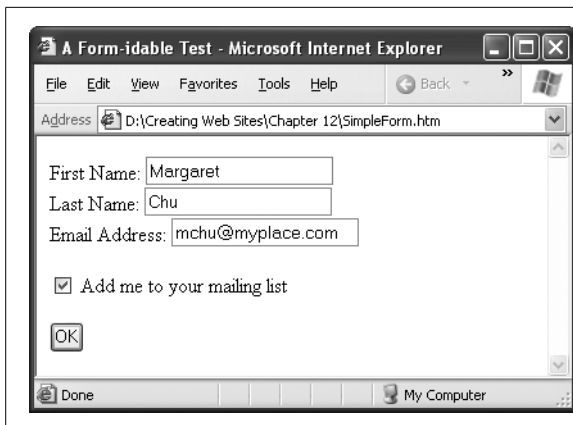 A Form-idable Test - Microsoft Internet Explorer
File Edit View Favorites Tools Help Back »
Address D:\Creating Web Sites\Chapter 12\SimpleForm.htm
First Name: Margaret
Last Name: Chu
Email Address: mchu@myplace.com
Add me to your mailing list
OK
Done My Computer